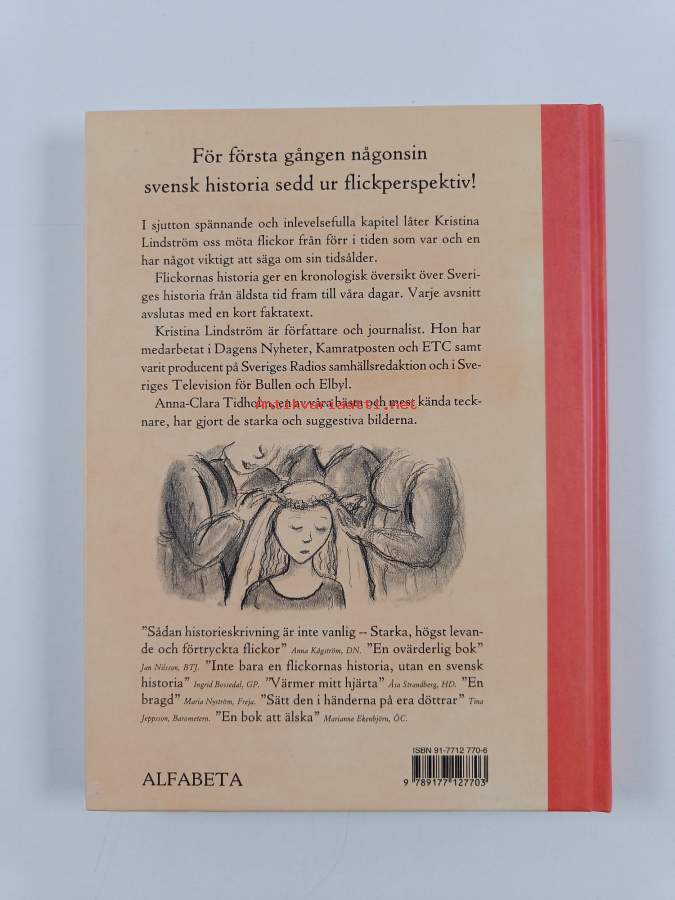 För första gången någonsin
svensk historia sedd ur flickperspektiv!
I sjutton spännande och inlevelsefulla kapitel låter Kristina
Lindström oss möta flickor från förr i tiden som var och en
har något viktigt att säga om sin tidsålder.
Flickornas historia ger en kronologisk översikt över Sveri-
ges historia från äldsta tid fram till våra dagar. Varje avsnitt
avslutas med en kort faktatext.
Kristina Lindström är författare och journalist. Hon har
medarbetat i Dagens Nyheter, Kamratposten och ETC samt
varit producent på Sveriges Radios samhällsredaktion och i Sve-
riges Television för Bullen och Elbyl.
Anna-Clara Tidholm, en av våra bästa och mest kända teck-
Antikvariaatti.net
nare, har gjort de starka och suggestiva bilderna.
”Sådan historieskrivning är inte vanlig -- Starka, högst levan-
de och förtryckta flickor” Anna Kågström, DN. ”En ovärderlig bok”
Jan Nilsson, BTJ. ”Inte bara en flickornas historia, utan en svensk
historia” Ingrid Bossedal, GP. ”Värmer mitt hjärta” Åsa Strandberg, HD. ”En
bragd” Maria Nyström, Freja. ”Sätt den i händerna på era döttrar” Tina
Jeppsson, Barometern. ”En bok att älska” Marianne Ekenbjörn, ÖC.
ISBN 91-7712 770-6
ALFABETA
9 789177 127703